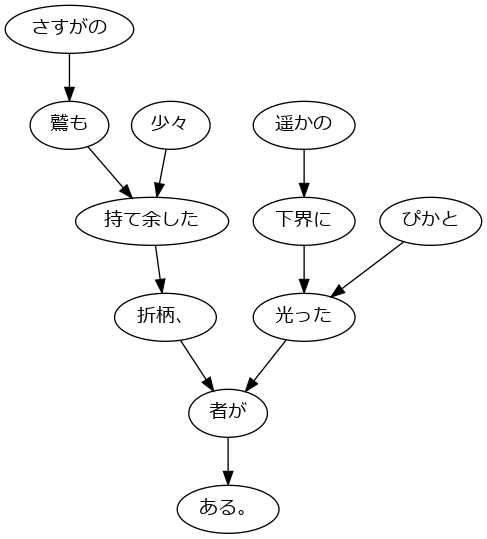 さすがの
鷲も
少々
遥かの
持て余した
下界に
ぴかと
折柄、
光った
者が
ある。